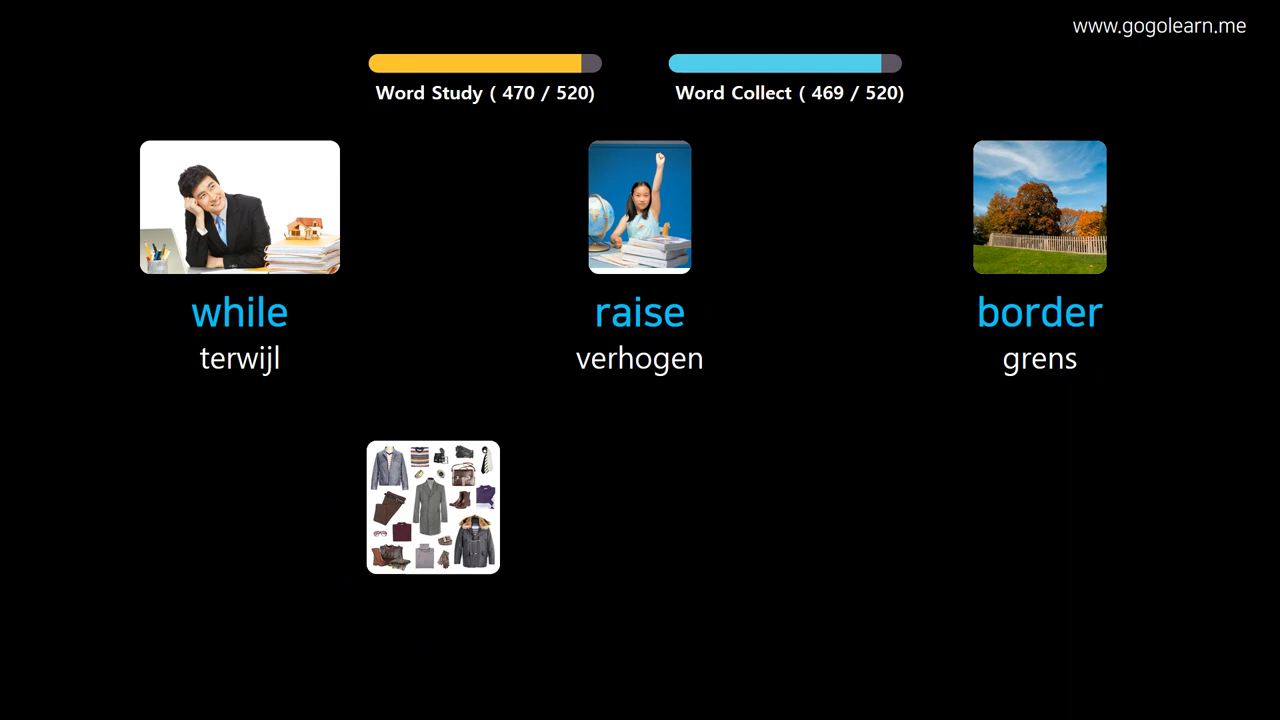 www.gogolearn.me
Word Study ( 470 / 520)
Word Collect ( 469 / 520)
while
terwijl
raise
verhogen
border
grens